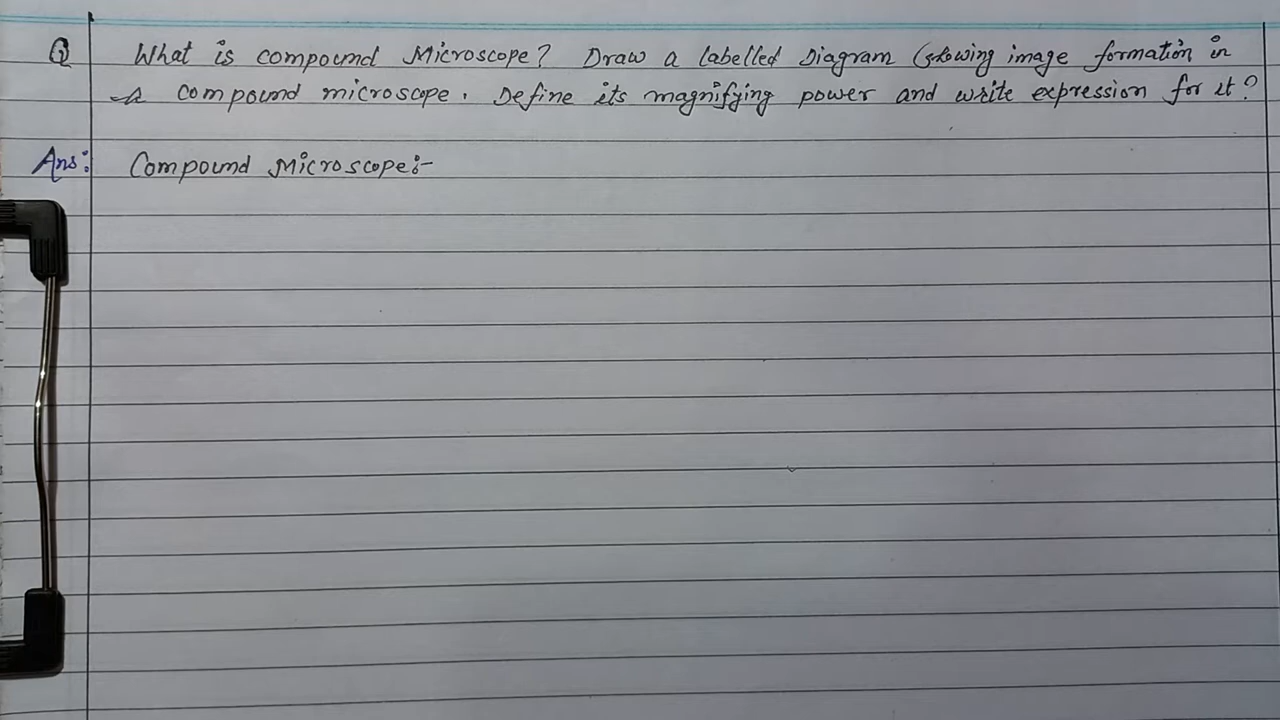 Q What is compound Microscope? Draw a labelled Diagram showing image formation in
a compound microscope. Define its magnifying power and write expression for it?
Ans: Compound Microscope:-